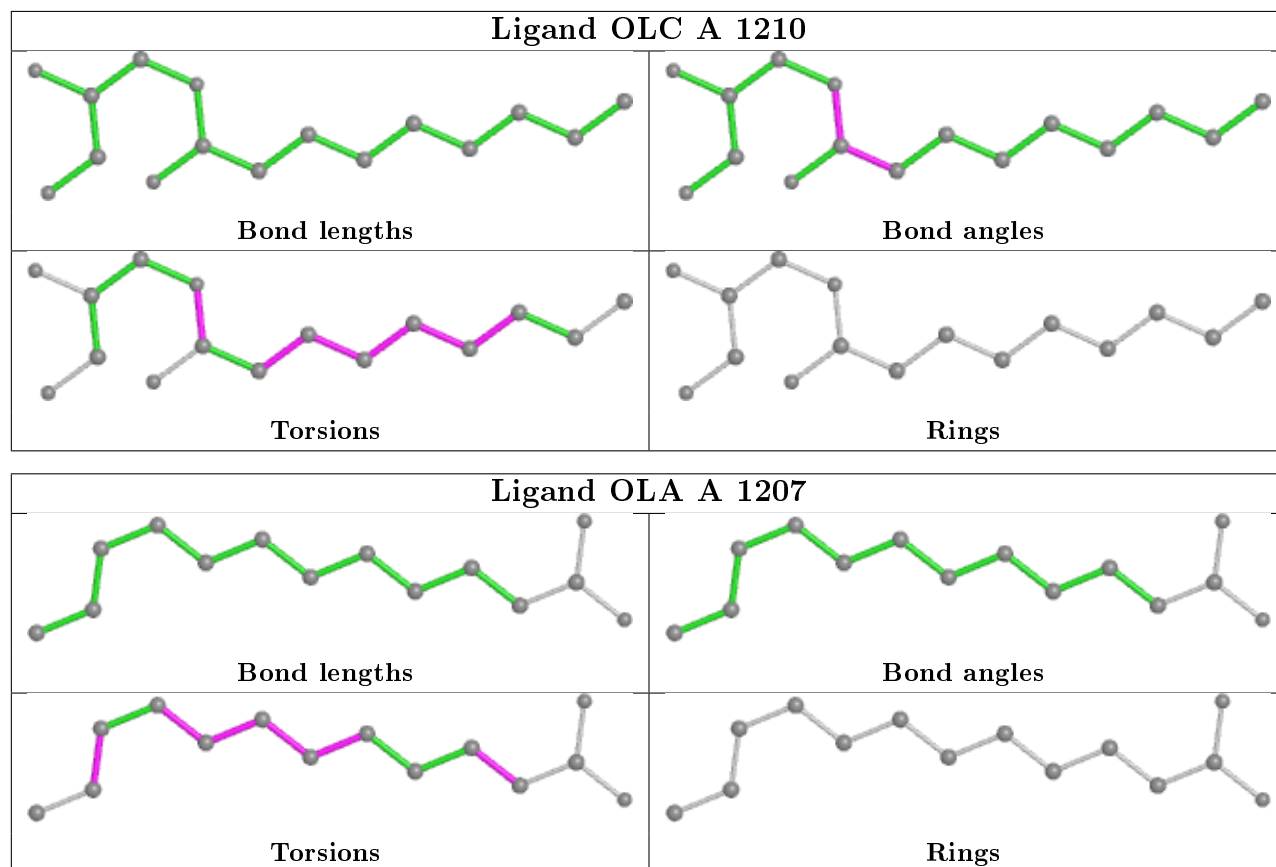 Ligand OLC A 1210
Bond lengths
Bond angles
Torsions
Rings
Ligand OLA A 1207
Bond lengths
Bond angles
Torsions
Rings